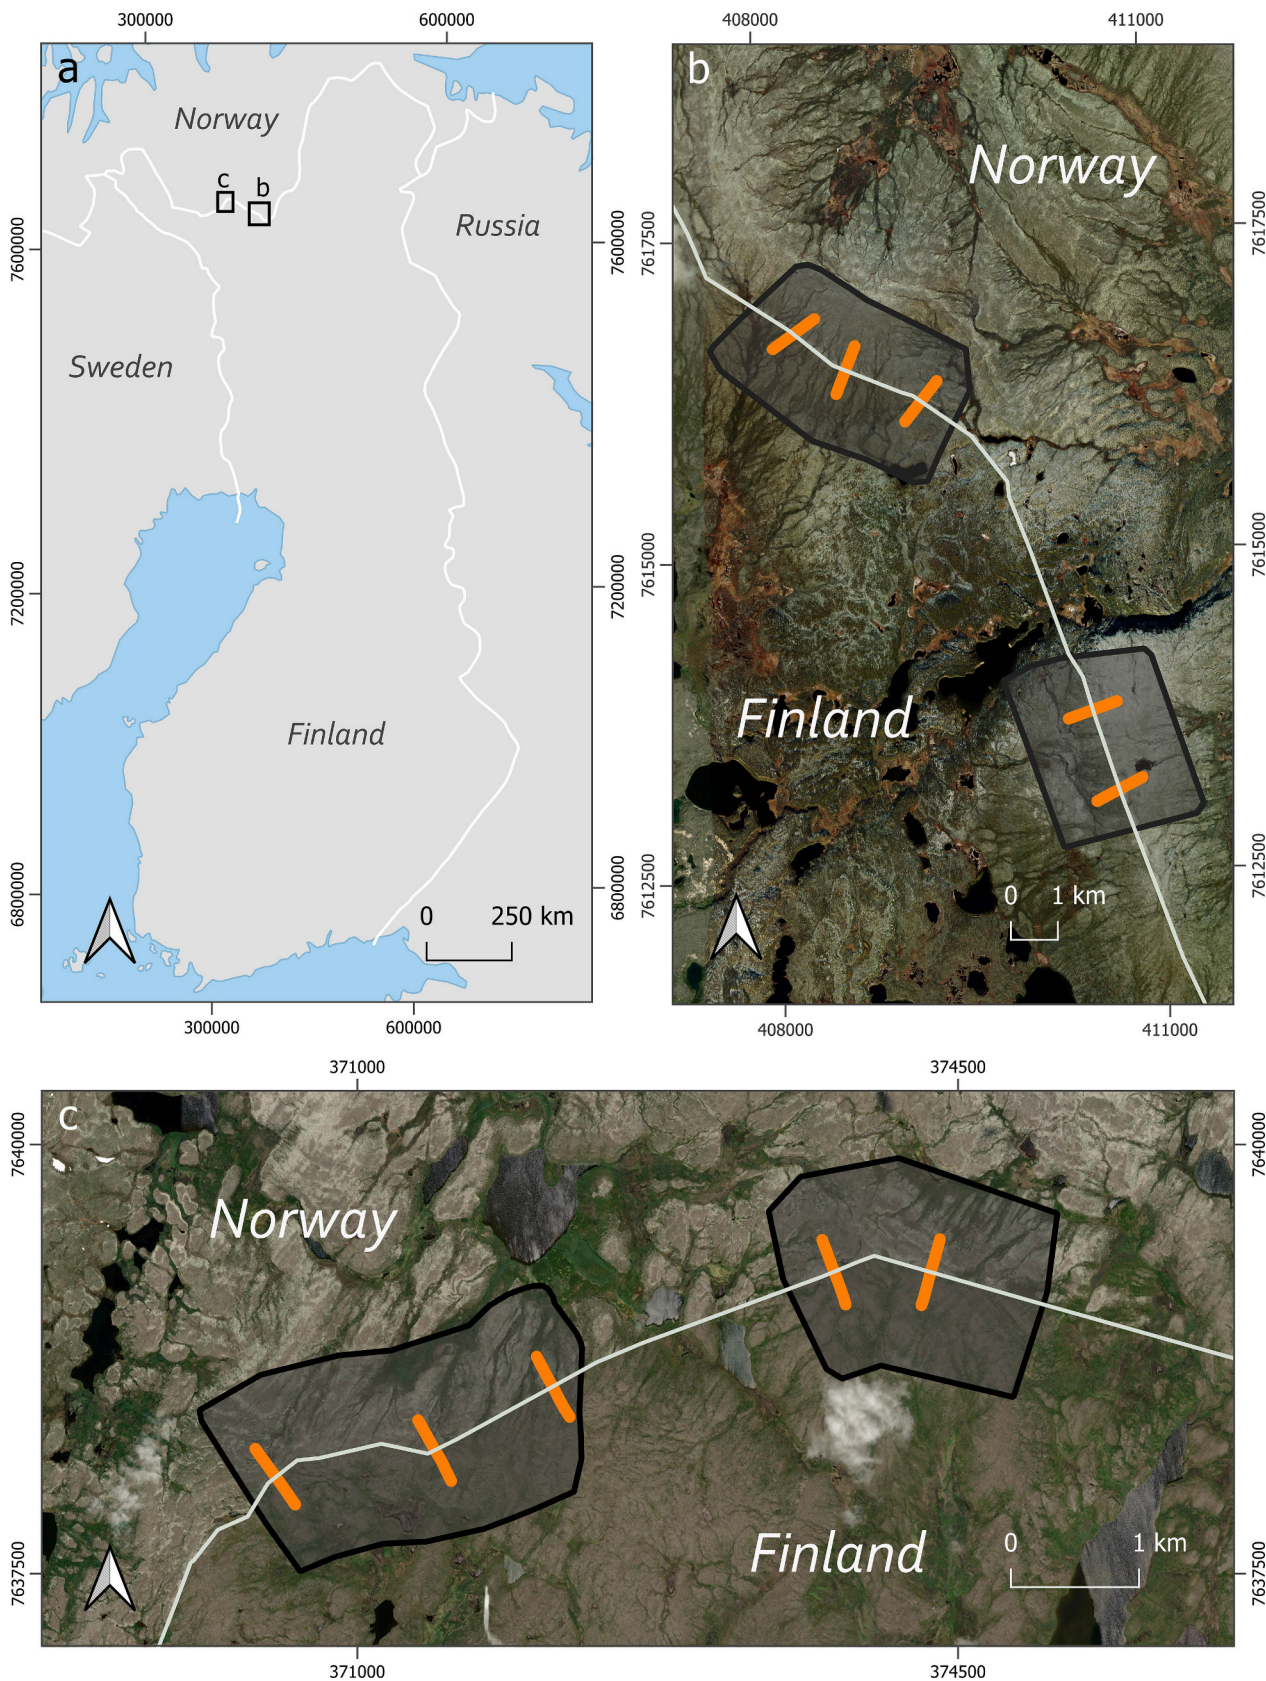 300000 600000
a
Norway
c b
Russia
7600000 7600000
Sweden
7200000 7200000
Finland
6800000 6800000
0 250 km
300000 600000
408000 411000
b
Norway
7617500 7617500
7615000 7615000
Finland
7612500 7612500
0 1 km
408000 411000
371000 374500
c
7640000 7640000
Norway
Finland
0 1 km
7637500 7637500
371000 374500